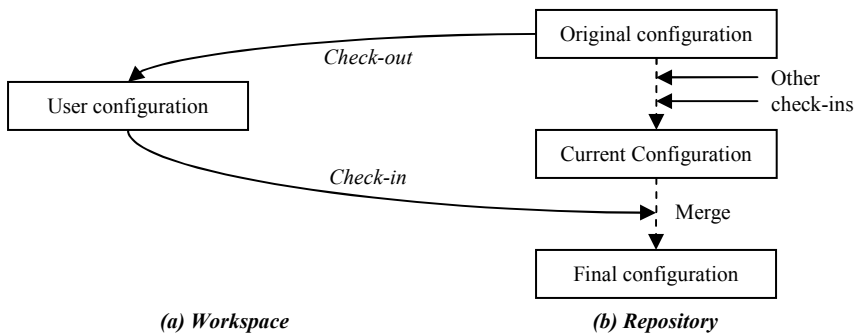 Original configuration
Check-out
Other
check-ins
User configuration
Current Configuration
Check-in
Merge
Final configuration
(a) Workspace
(b) Repository